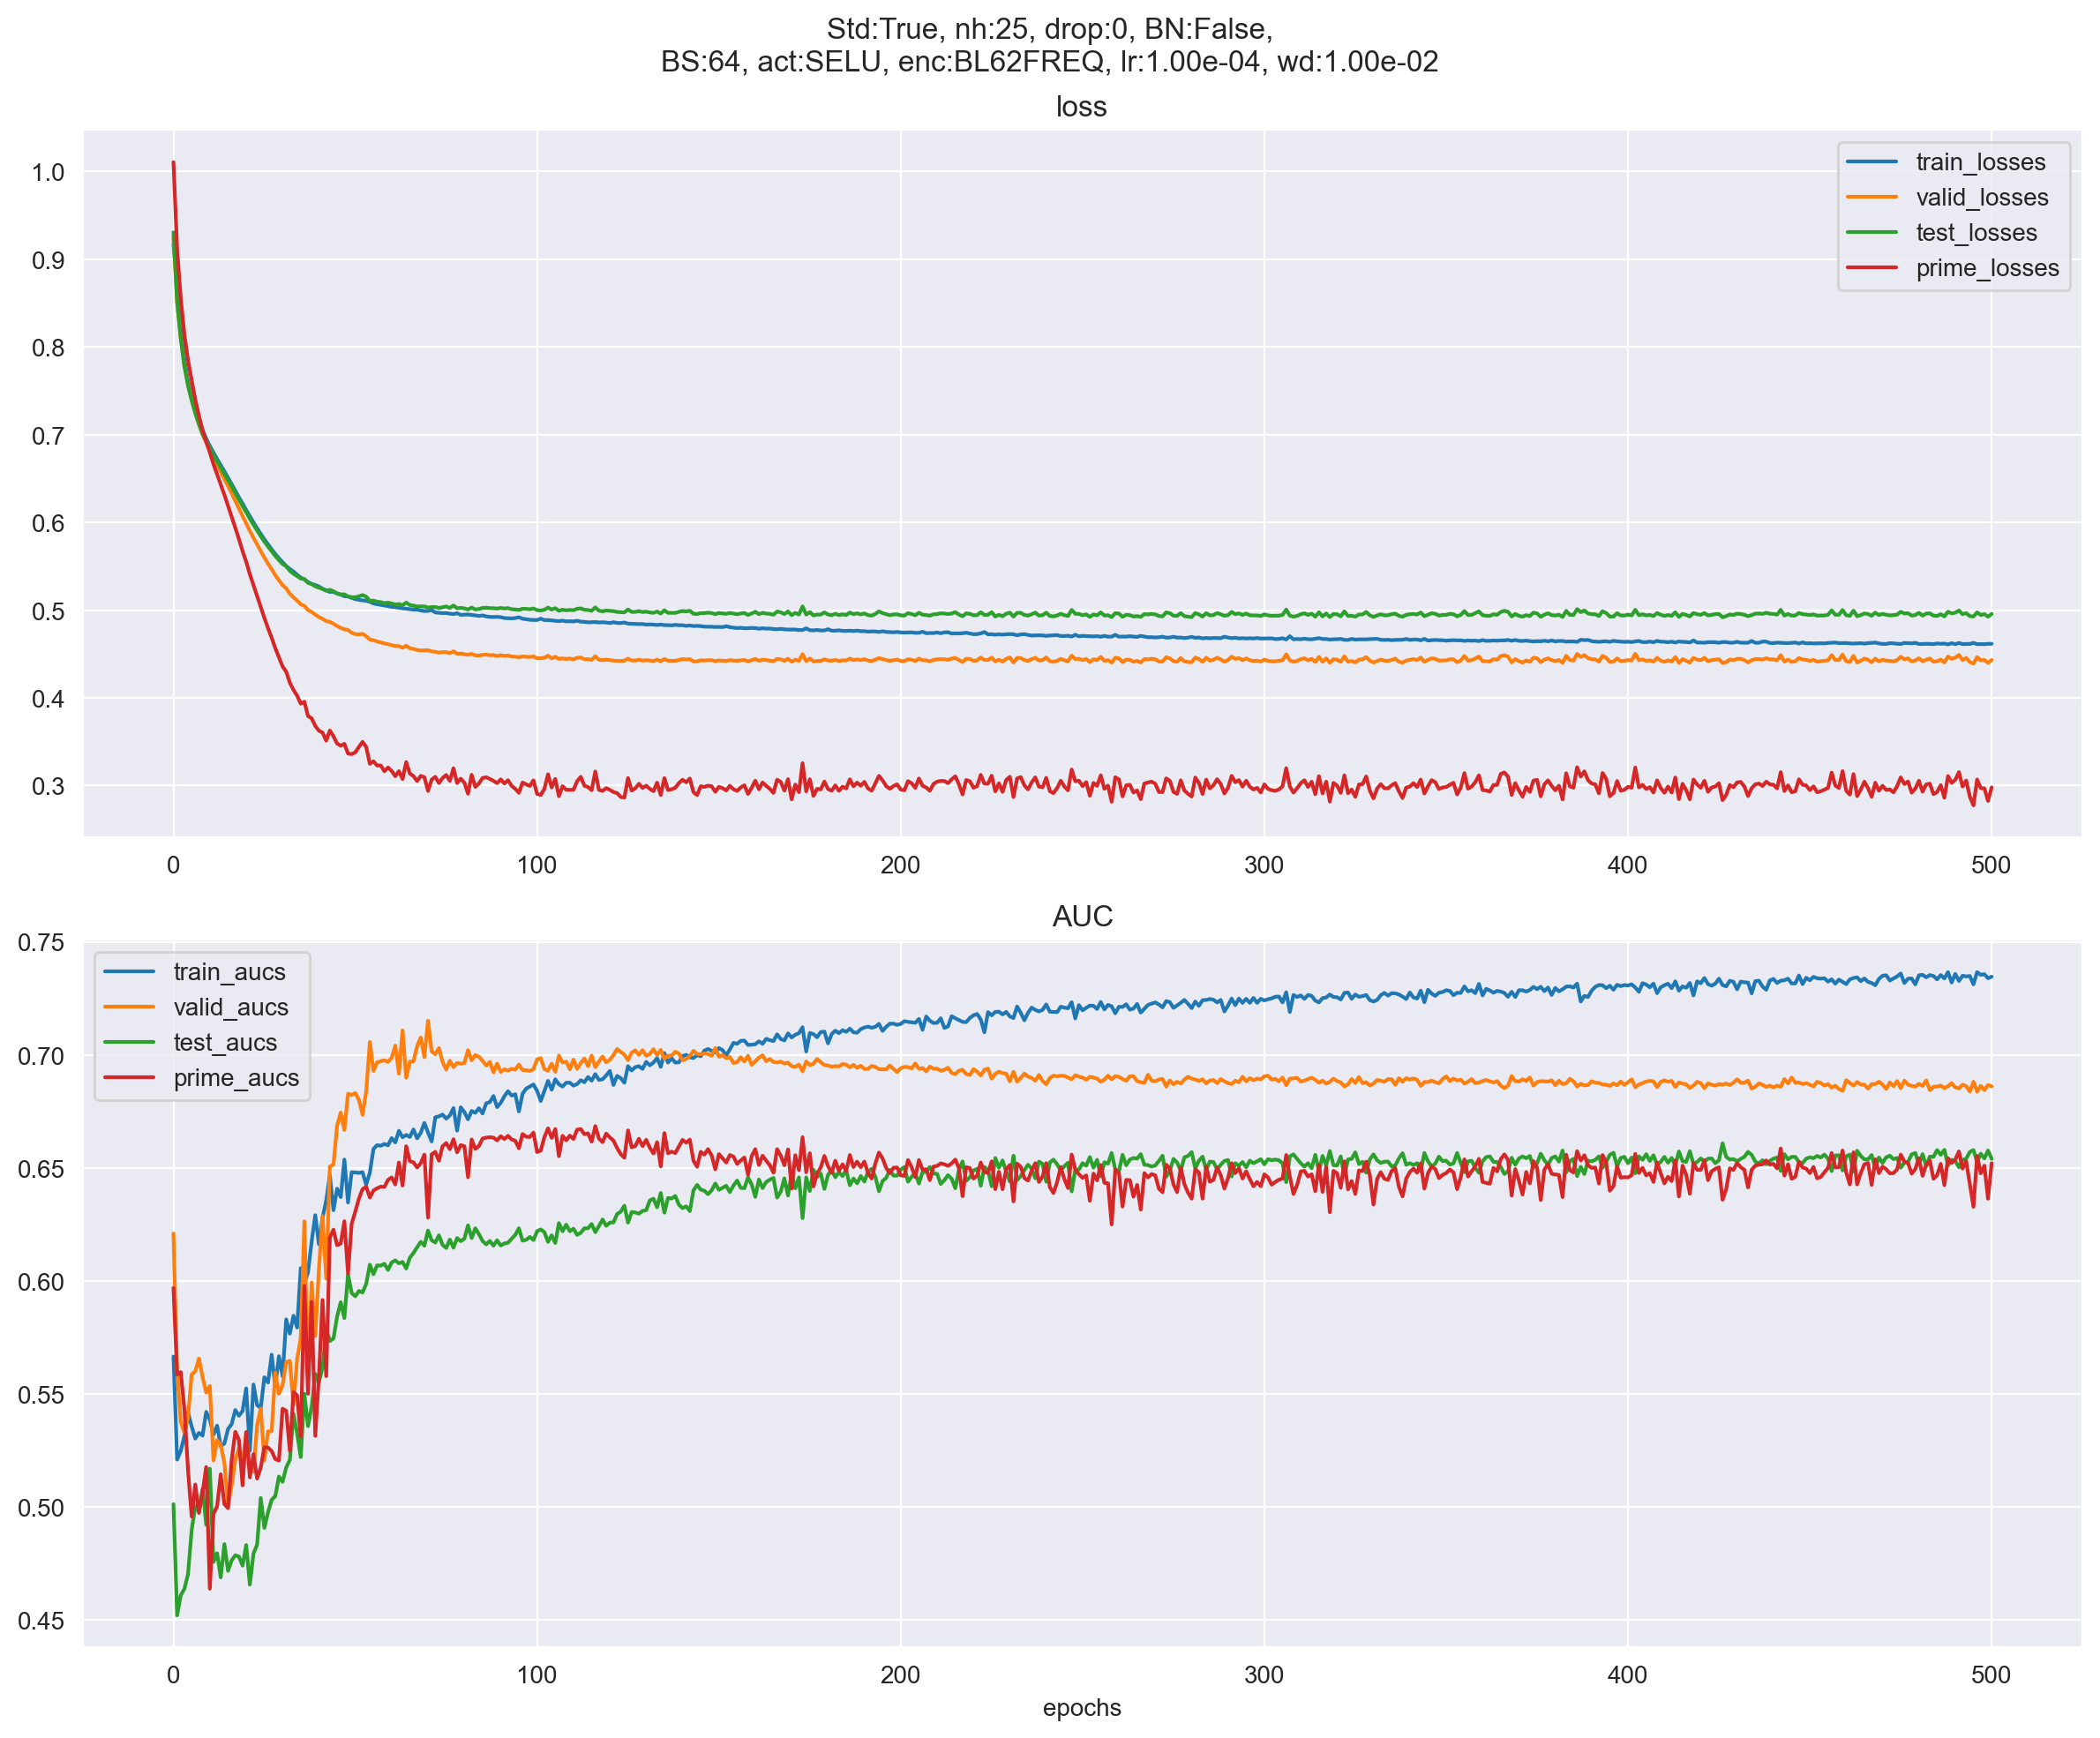 Std:True, nh:25, drop:0, BN:False,
BS:64, act:SELU, enc:BL62FREQ, lr:1.00e-04, wd:1.00e-02
loss
1.0
0.9
0.8
0.7
0.6
0.5
0.4
0.3
train_losses
valid_losses
test_losses
prime_losses
0 100 200 300 400 500
AUC
0.75
0.70
0.65
0.60
0.55
0.50
0.45
train_aucs
valid_aucs
test_aucs
prime_aucs
0 100 200 300 400 500
epochs